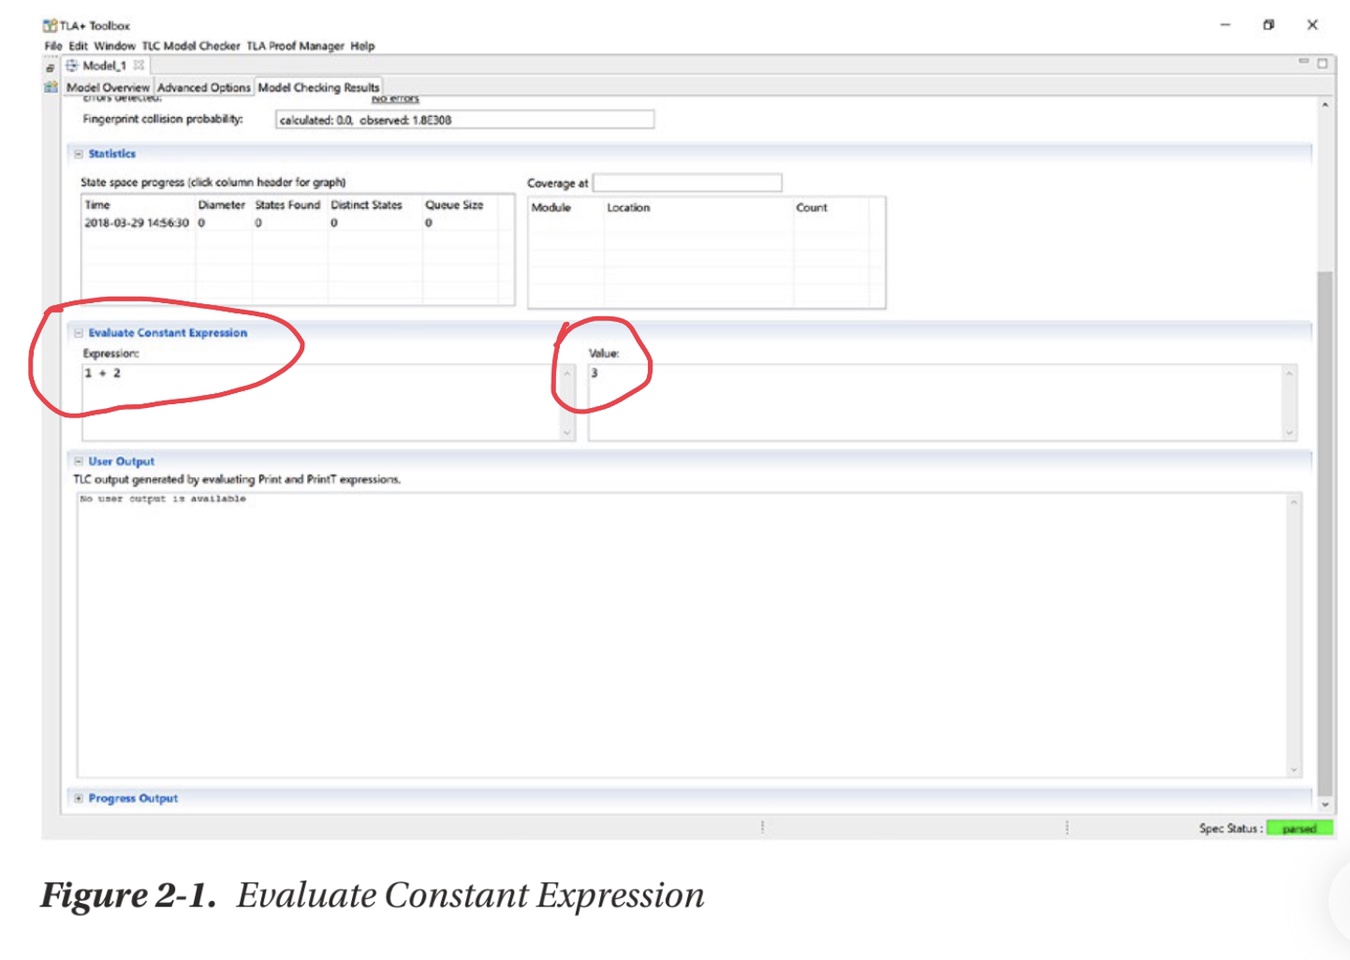 TLA+ Toolbox
File Edit Window TLC Model Checker TLA Proof Manager Help
Model_1
Model Overview Advanced Options Model Checking Results
Errors detected: No errors
Fingerprint collision probability: calculated: 0.0, observed: 1.8E308
Statistics
State space progress (click column header for graph) Coverage at
Time Diameter States Found Distinct States Queue Size Module Location Count
2018-03-29 14:56:30 0 0 0 0
Evaluate Constant Expression
Expression: Value:
1 + 2 3
User Output
TLC output generated by evaluating Print and PrintT expressions.
No user output is available
Progress Output
Spec Status : parsed
Figure 2-1. Evaluate Constant Expression